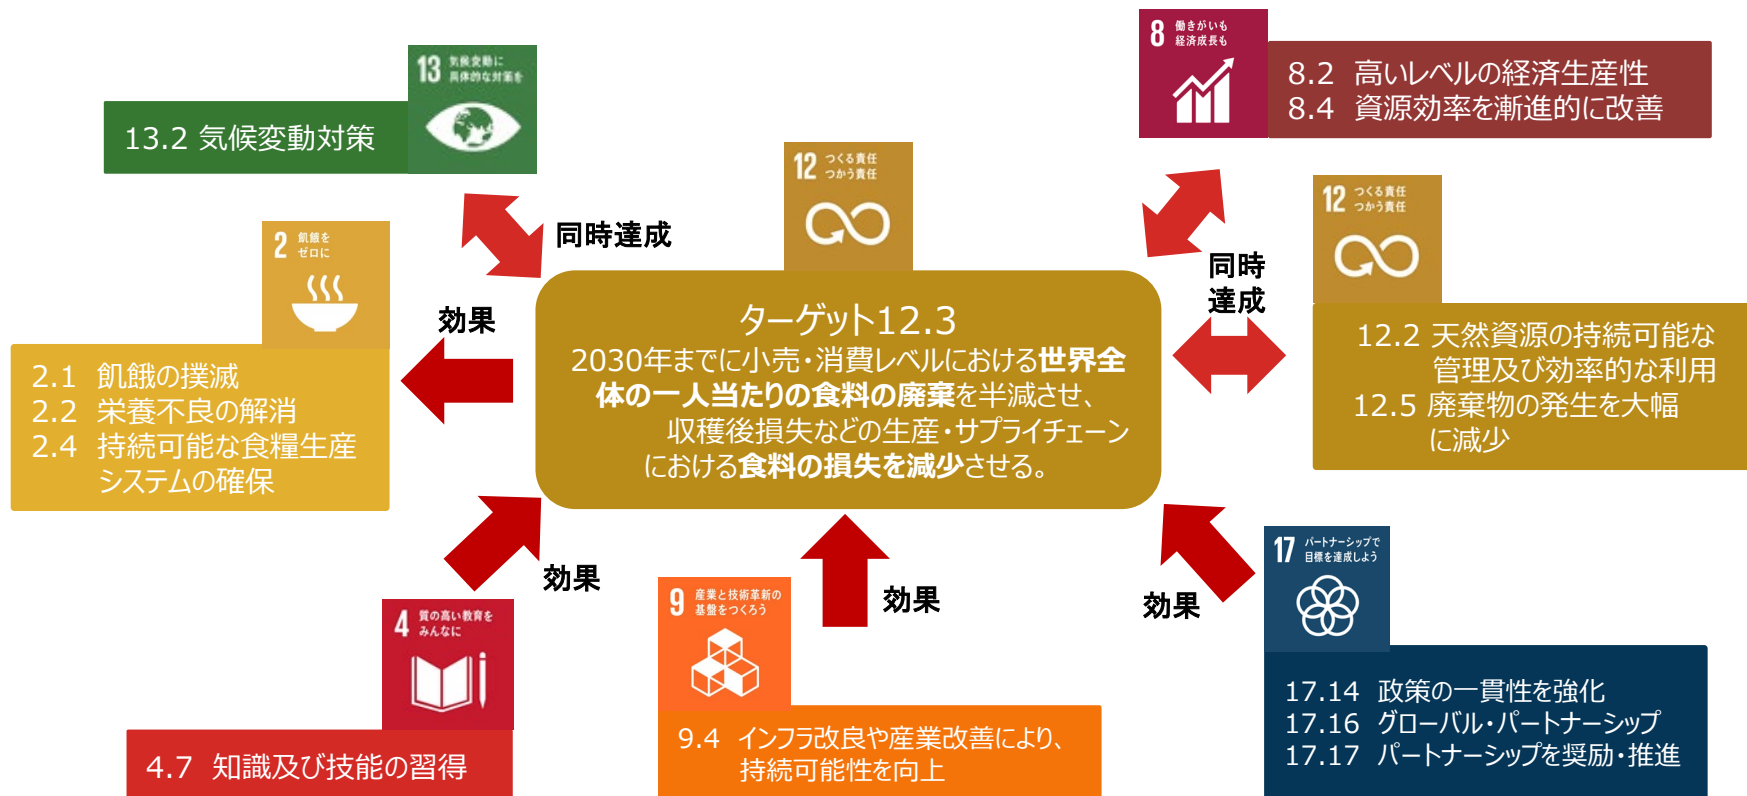 13 気候変動に
具体的な対策を
13.2 気候変動対策
8 働きがいも
経済成長も
8.2 高いレベルの経済生産性
8.4 資源効率を漸進的に改善
12 つくる責任
つかう責任
12 つくる責任
つかう責任
2 飢餓を
ゼロに
同時達成
同時
達成
効果
ターゲット12.3
2030年までに小売・消費レベルにおける世界全
体の一人当たりの食料の廃棄を半減させ、
収穫後損失などの生産・サプライチェーン
における食料の損失を減少させる。
2.1 飢餓の撲滅
2.2 栄養不良の解消
2.4 持続可能な食糧生産
システムの確保
12.2 天然資源の持続可能な
管理及び効率的な利用
12.5 廃棄物の発生を大幅
に減少
効果
効果
効果
4 質の高い教育を
みんなに
4.7 知識及び技能の習得
9 産業と技術革新の
基盤をつくろう
9.4 インフラ改良や産業改善により、
持続可能性を向上
17 パートナーシップで
目標を達成しよう
17.14 政策の一貫性を強化
17.16 グローバル・パートナーシップ
17.17 パートナーシップを奨励・推進